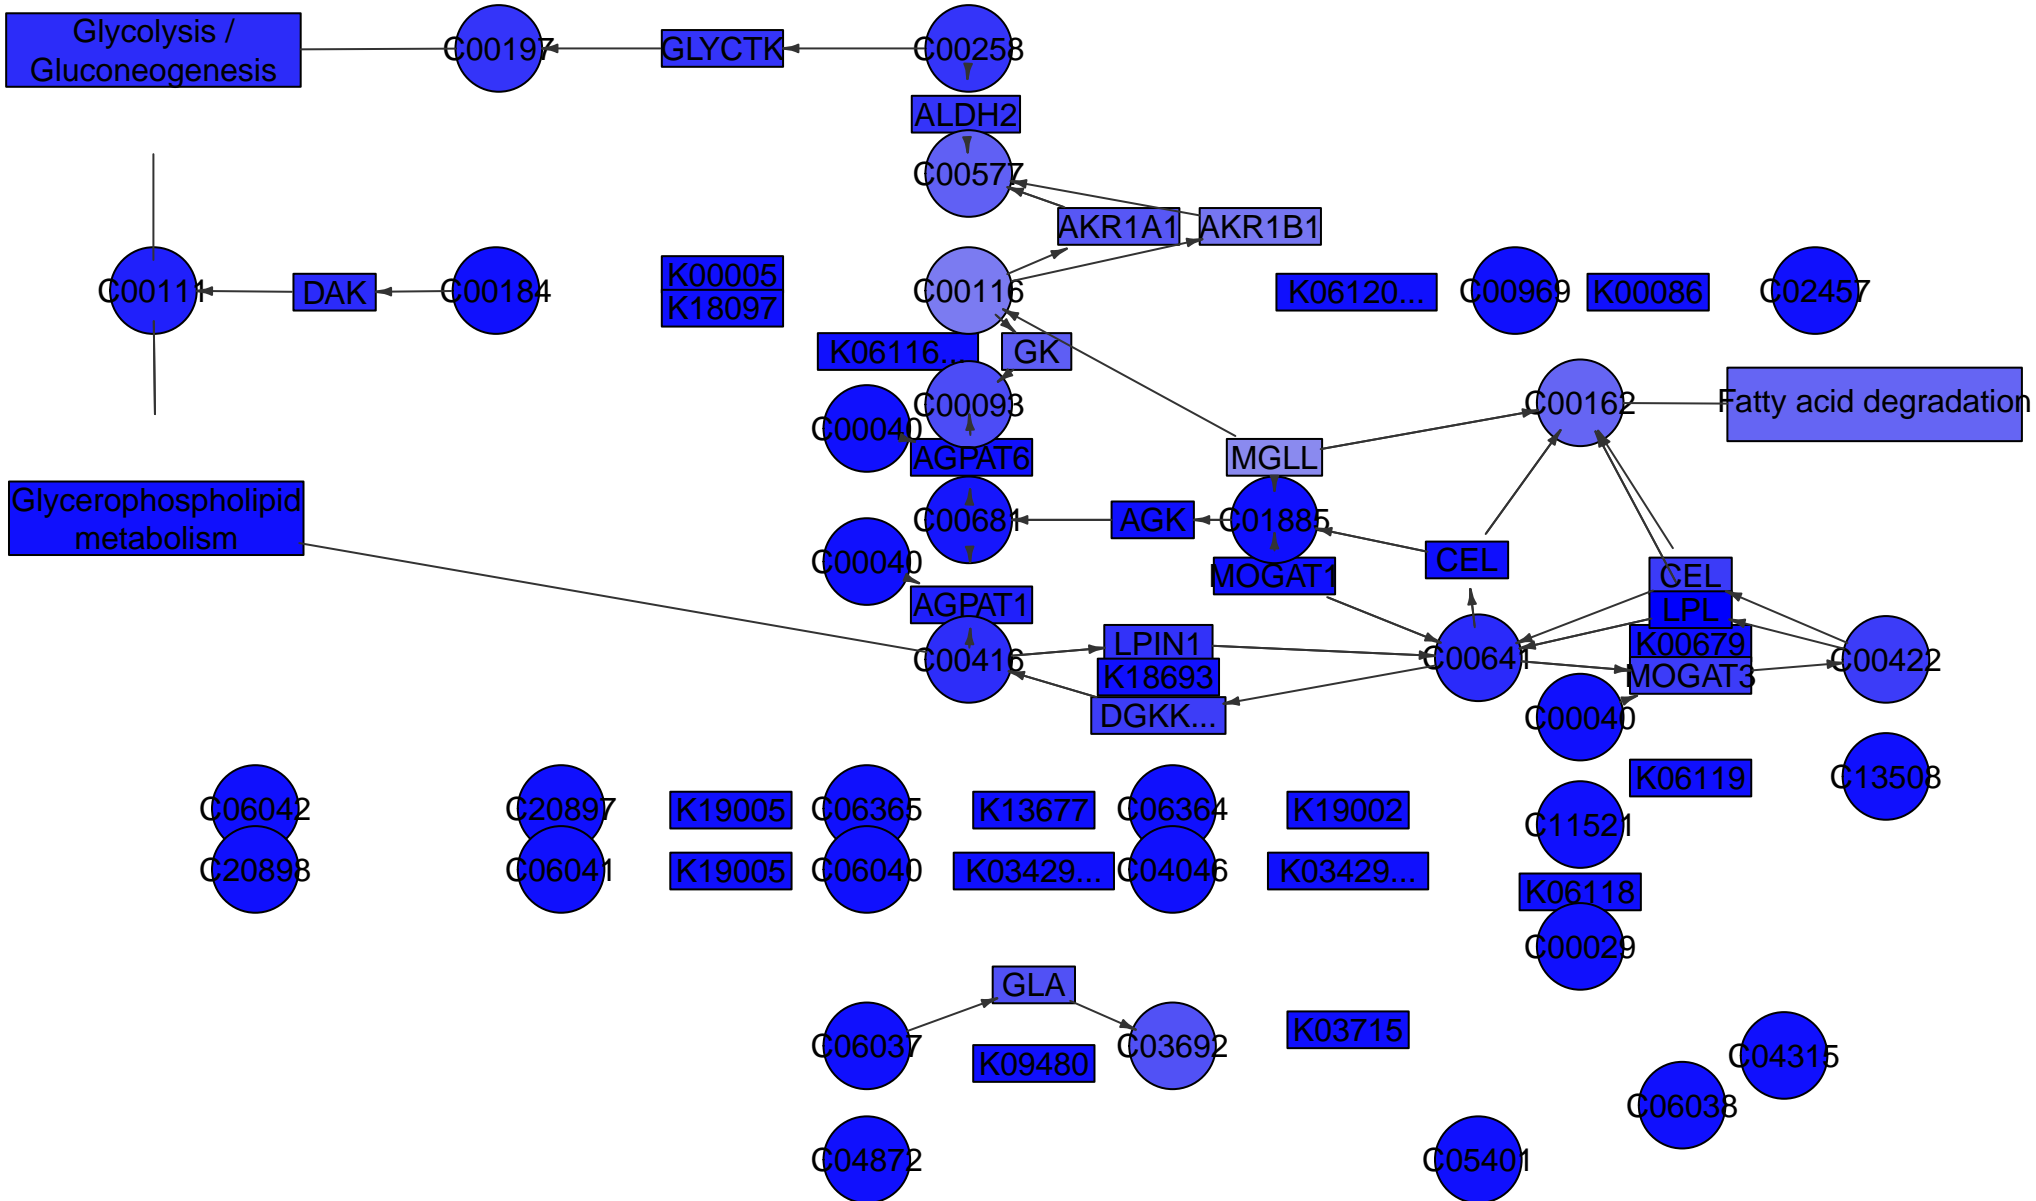 Glycolysis /
Gluconeogenesis
C00197
GLYCTK
C00258
ALDH2
C00577
AKR1A1
AKR1B1
C00111
DAK
C00184
K00005
K18097
C00116
K06120...
C00969
K00086
C02457
K06116...
GK
C00093
C00040
AGPAT6
MGLL
C00162
Fatty acid degradation
Glycerophospholipid
metabolism
C00681
AGK
C01885
C00040
MOGAT1
CEL
CEL
LPL
AGPAT1
C00416
LPIN1
K18693
DGKK...
C00641
K00679
MOGAT3
C00422
C00040
C06042
C20898
C20897
C06041
K19005
K19005
C06365
C06040
K13677
K03429...
C06364
C04046
K19002
K03429...
K06119
C13508
C11521
K06118
C00029
GLA
C06037
C03692
K09480
K03715
C04315
C06038
C04872
C05401